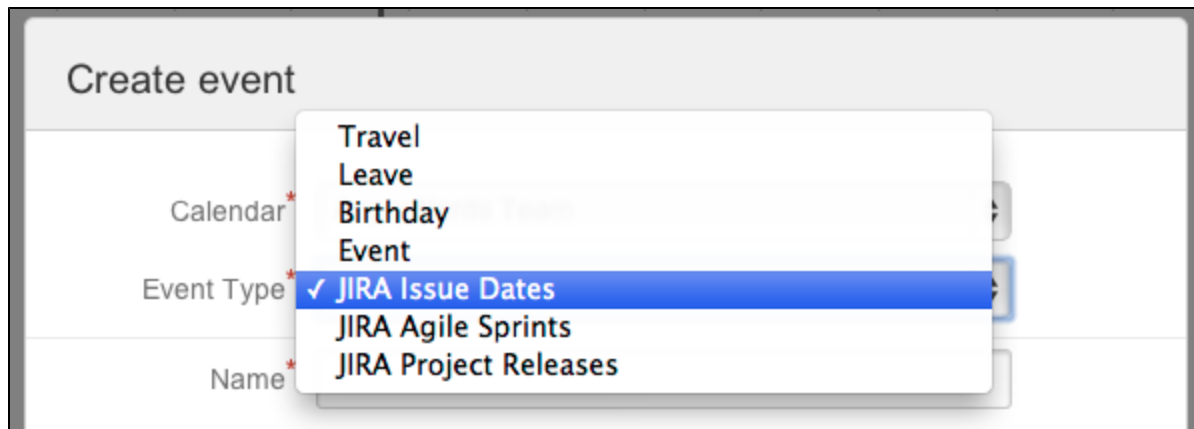 Create event
Travel
Leave
Calendar*
Birthday
Event
Event Type*
✓ JIRA Issue Dates
JIRA Agile Sprints
JIRA Project Releases
Name*